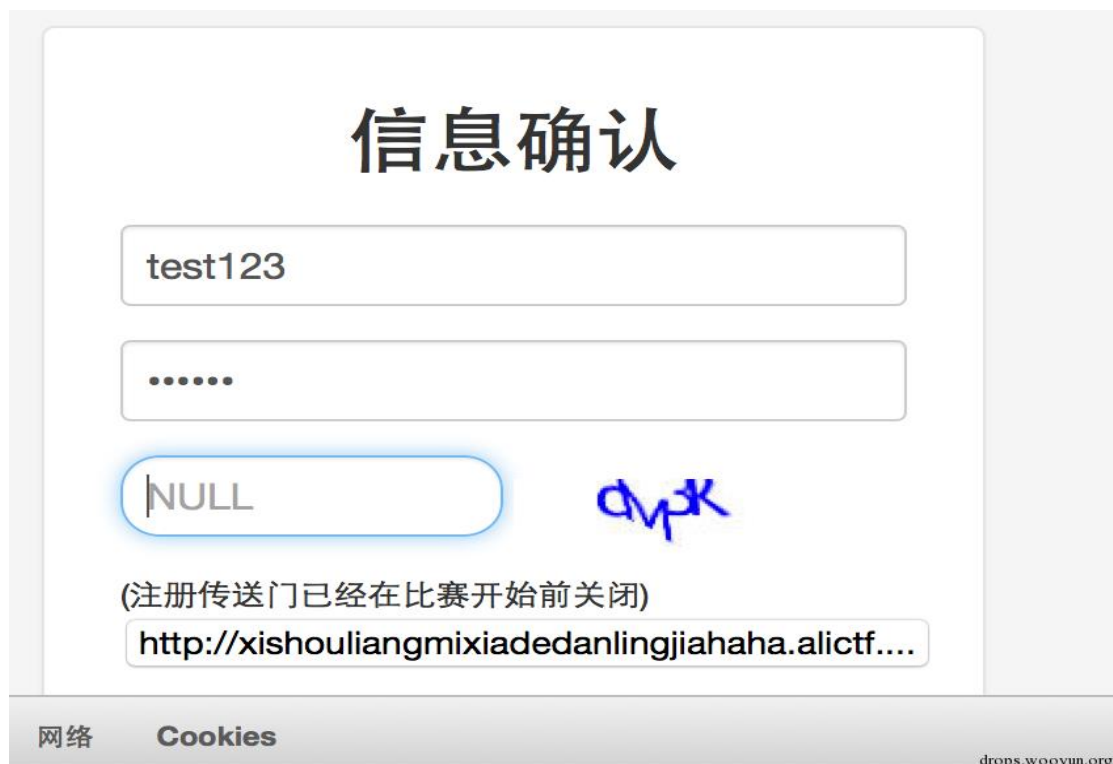 信息确认
test123
••••••
NULL
(注册传送门已经在比赛开始前关闭)
http://xishouliangmixiadedanlingjiahaha.alictf....
网络 Cookies
drops.wooyun.org